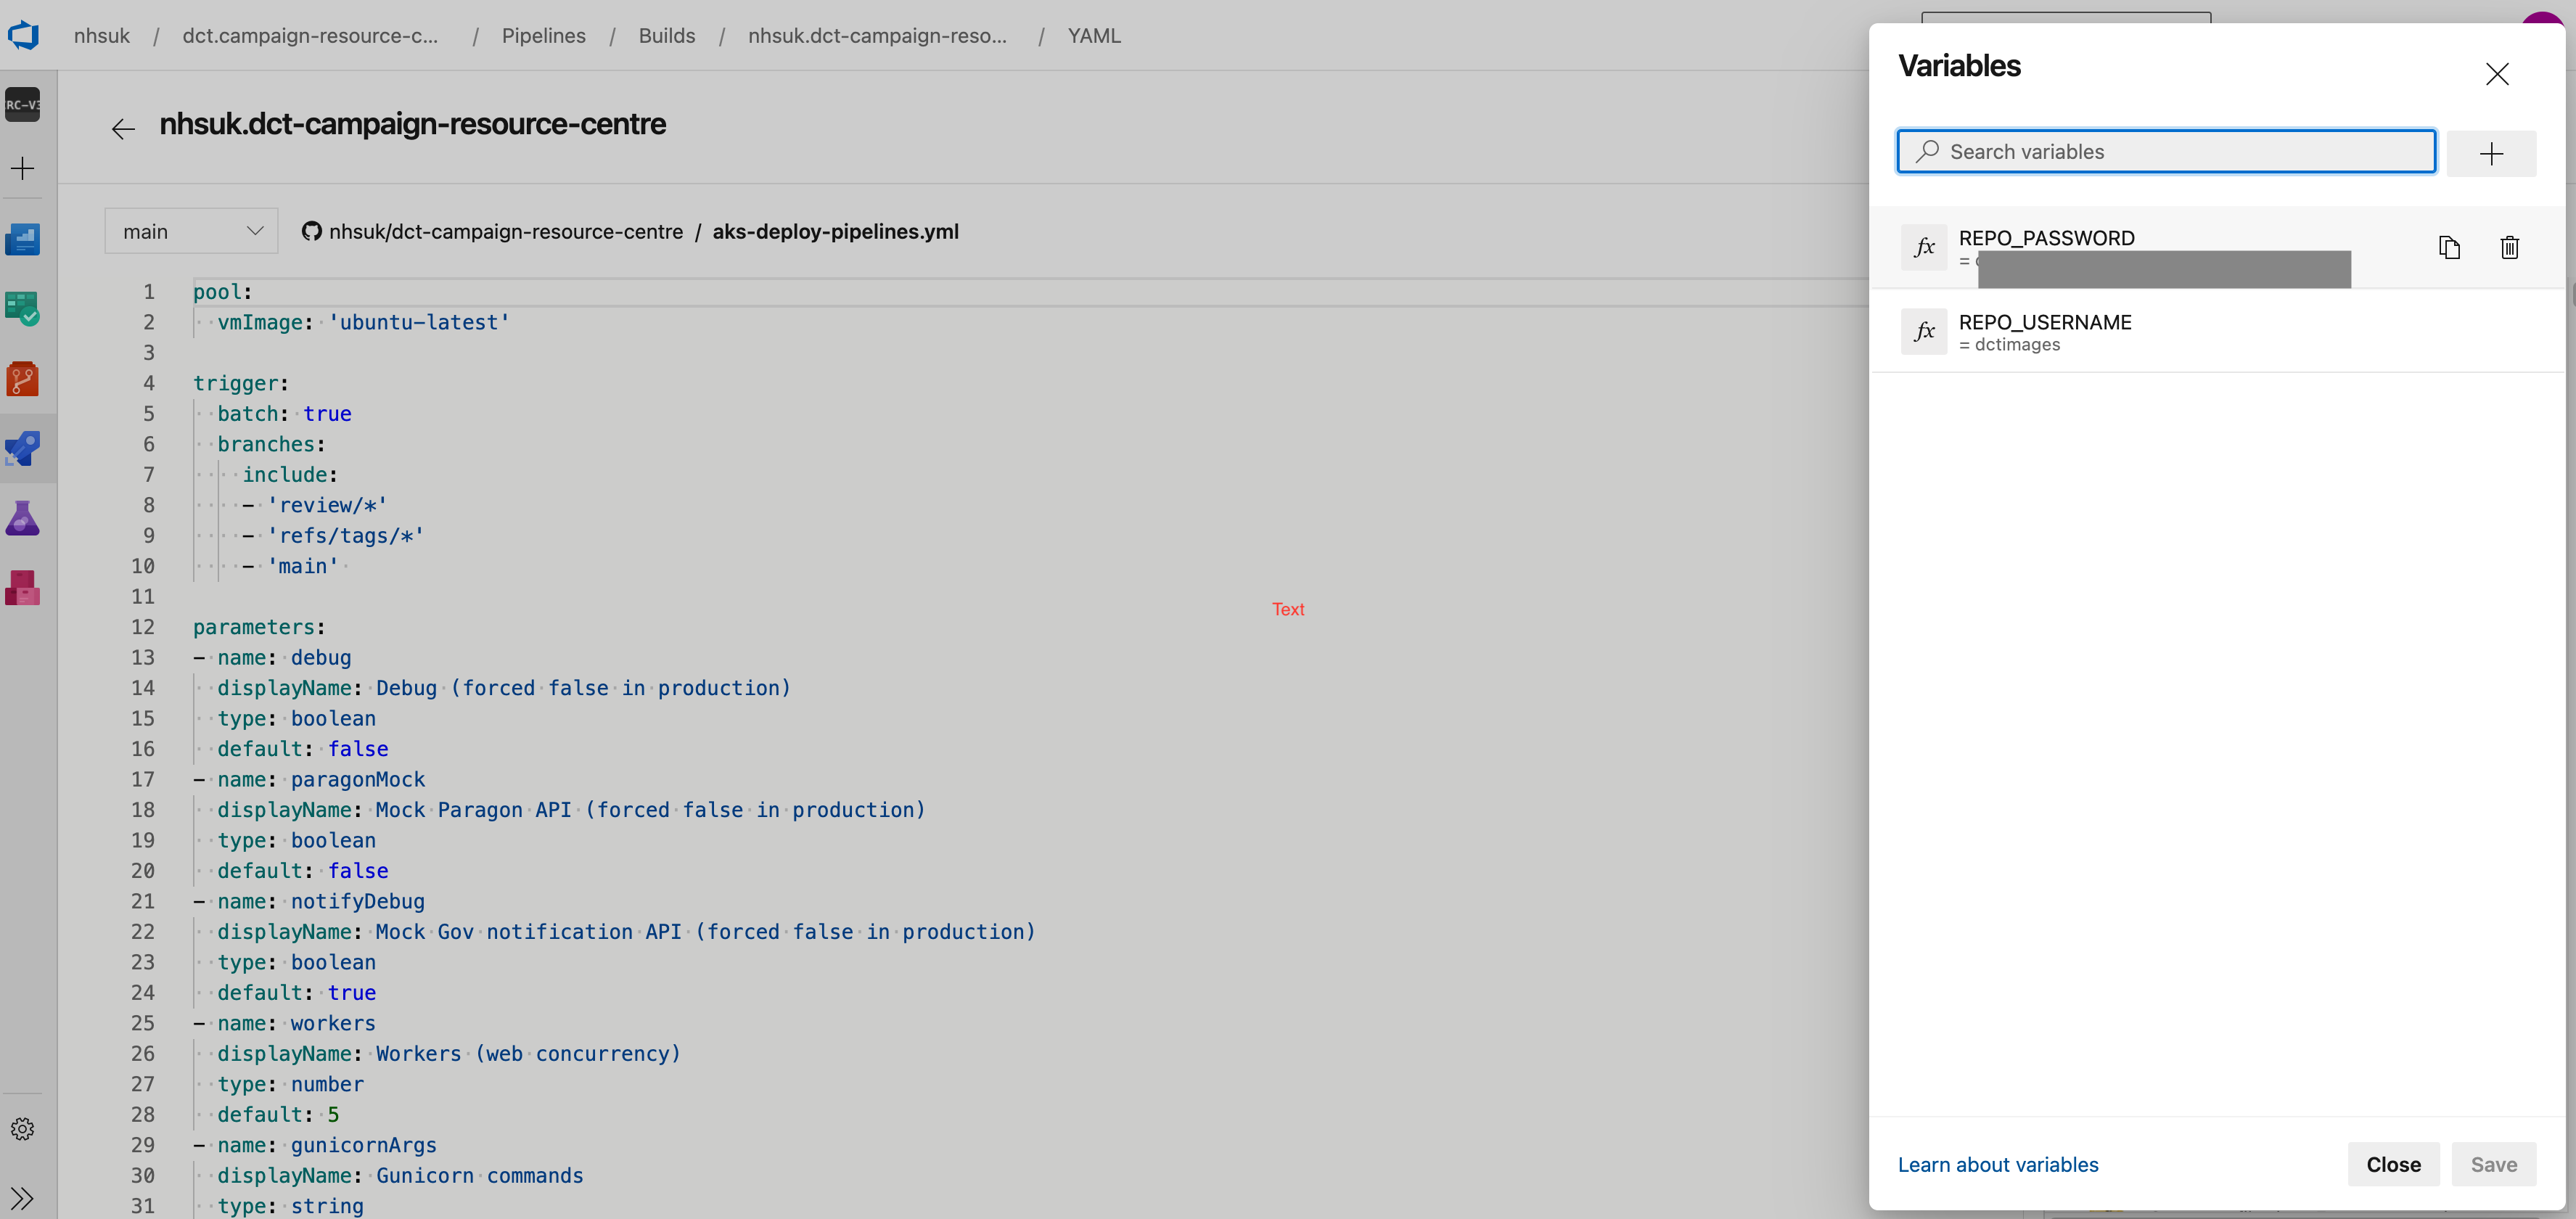 nhsuk / dct.campaign-resource-c... / Pipelines / Builds / nhsuk.dct-campaign-reso... / YAML
nhsuk.dct-campaign-resource-centre
main
nhsuk/dct-campaign-resource-centre / aks-deploy-pipelines.yml
1 pool:
2 vmImage: 'ubuntu-latest'
3
4 trigger:
5 batch: true
6 branches:
7 include:
8 - 'review/*'
9 - 'refs/tags/*'
10 - 'main'
11
12 parameters:
13 - name: debug
14 displayName: Debug (forced false in production)
15 type: boolean
16 default: false
17 - name: paragonMock
18 displayName: Mock Paragon API (forced false in production)
19 type: boolean
20 default: false
21 - name: notifyDebug
22 displayName: Mock Gov notification API (forced false in production)
23 type: boolean
24 default: true
25 - name: workers
26 displayName: Workers (web concurrency)
27 type: number
28 default: 5
29 - name: gunicornArgs
30 displayName: Gunicorn commands
31 type: string
Text
Variables
Search variables
fx REPO_PASSWORD
=
fx REPO_USERNAME
= dctimages
Learn about variables
Close
Save